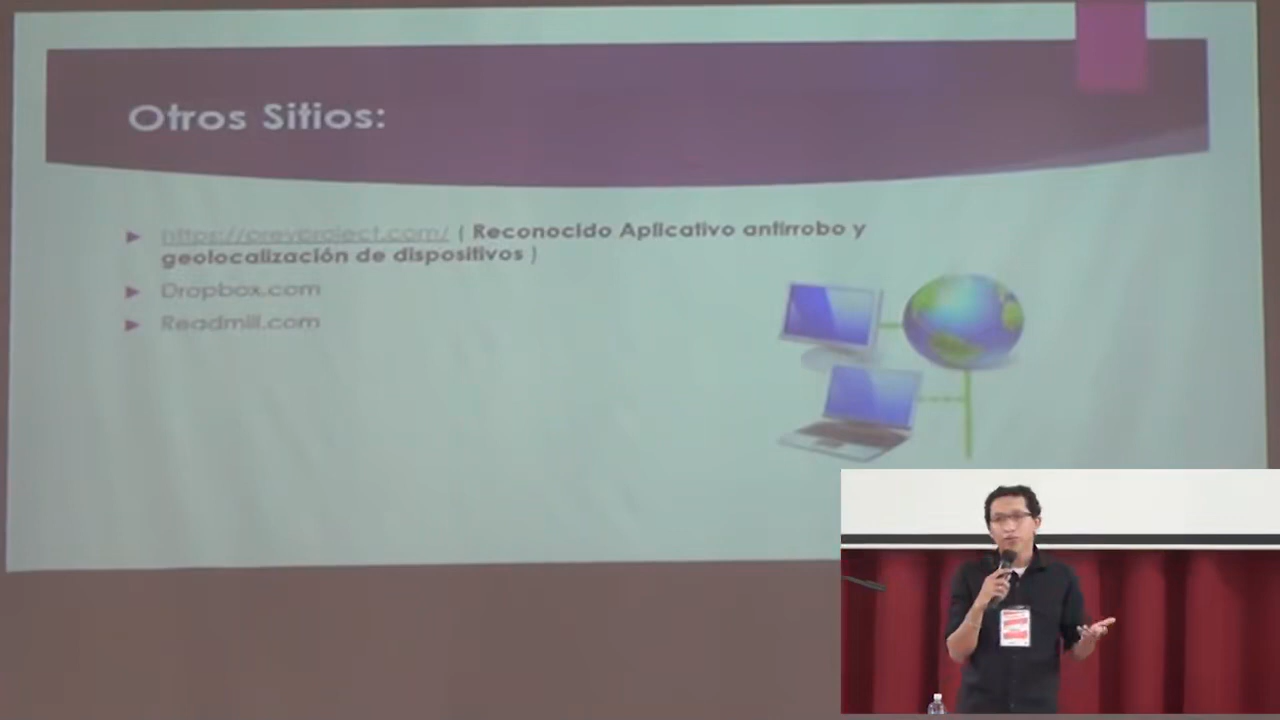 Otros Sitios:
https://preyproject.com/ ( Reconocido Aplicativo antirrobo y
geolocalización de dispositivos )
Dropbox.com
Readmill.com